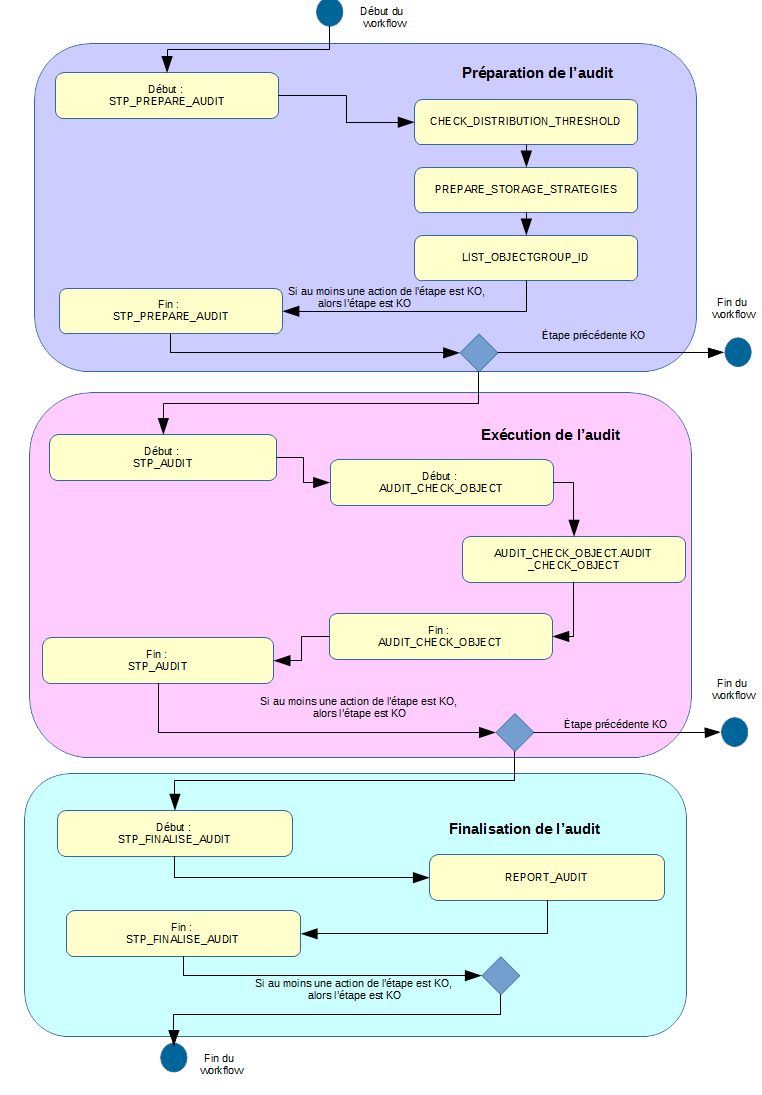 Début du
workflow
Préparation de l'audit
Début :
STP_PREPARE_AUDIT
CHECK_DISTRIBUTION_THRESHOLD
PREPARE_STORAGE_STRATEGIES
LIST_OBJECTGROUP_ID
Si au moins une action de l'étape est KO,
alors l'étape est KO
Fin :
STP_PREPARE_AUDIT
Étape précédente KO
Fin du
workflow
Exécution de l'audit
Début :
STP_AUDIT
Début :
AUDIT_CHECK_OBJECT
AUDIT_CHECK_OBJECT.AUDIT
_CHECK_OBJECT
Fin :
AUDIT_CHECK_OBJECT
Fin :
STP_AUDIT
Si au moins une action de l'étape est KO,
alors l'étape est KO
Étape précédente KO
Fin du
workflow
Finalisation de l'audit
Début :
STP_FINALISE_AUDIT
REPORT_AUDIT
Fin :
STP_FINALISE_AUDIT
Si au moins une action de l'étape est KO,
alors l'étape est KO
Fin du
workflow